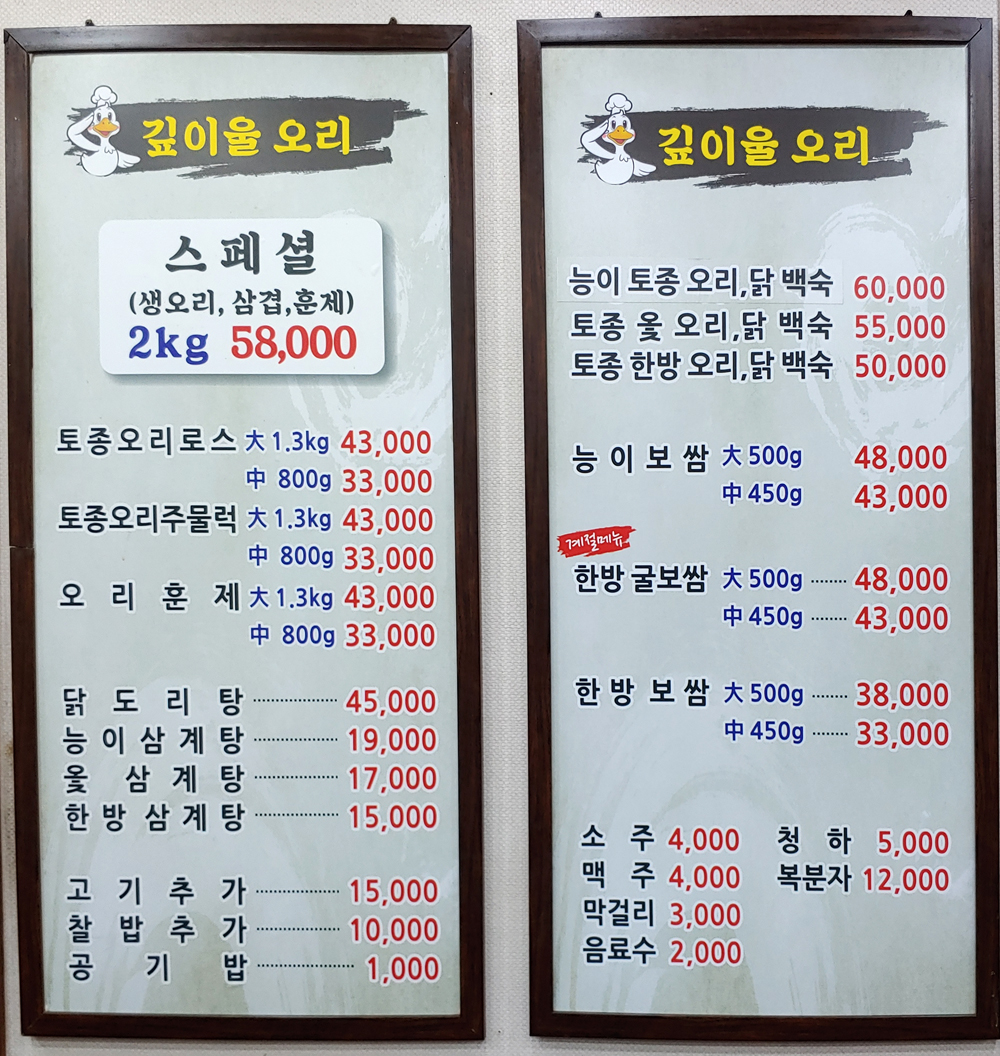 깊이울 오리
스페셜
(생오리, 삼겹,훈제)
2kg 58,000
토종오리로스 大 1.3kg 43,000
中 800g 33,000
토종오리주물럭 大 1.3kg 43,000
中 800g 33,000
오리훈제 大 1.3kg 43,000
中 800g 33,000
닭도리탕 45,000
능이삼계탕 19,000
옻삼계탕 17,000
한방삼계탕 15,000
고기추가 15,000
찰밥추가 10,000
공기밥 1,000
깊이울 오리
능이 토종 오리,닭 백숙 60,000
토종 옻 오리,닭 백숙 55,000
토종 한방 오리,닭 백숙 50,000
능이보쌈 大 500g 48,000
中 450g 43,000
계절메뉴
한방 굴보쌈 大 500g 48,000
中 450g 43,000
한방보쌈 大 500g 38,000
中 450g 33,000
소주 4,000 청하 5,000
맥주 4,000 복분자 12,000
막걸리 3,000
음료수 2,000